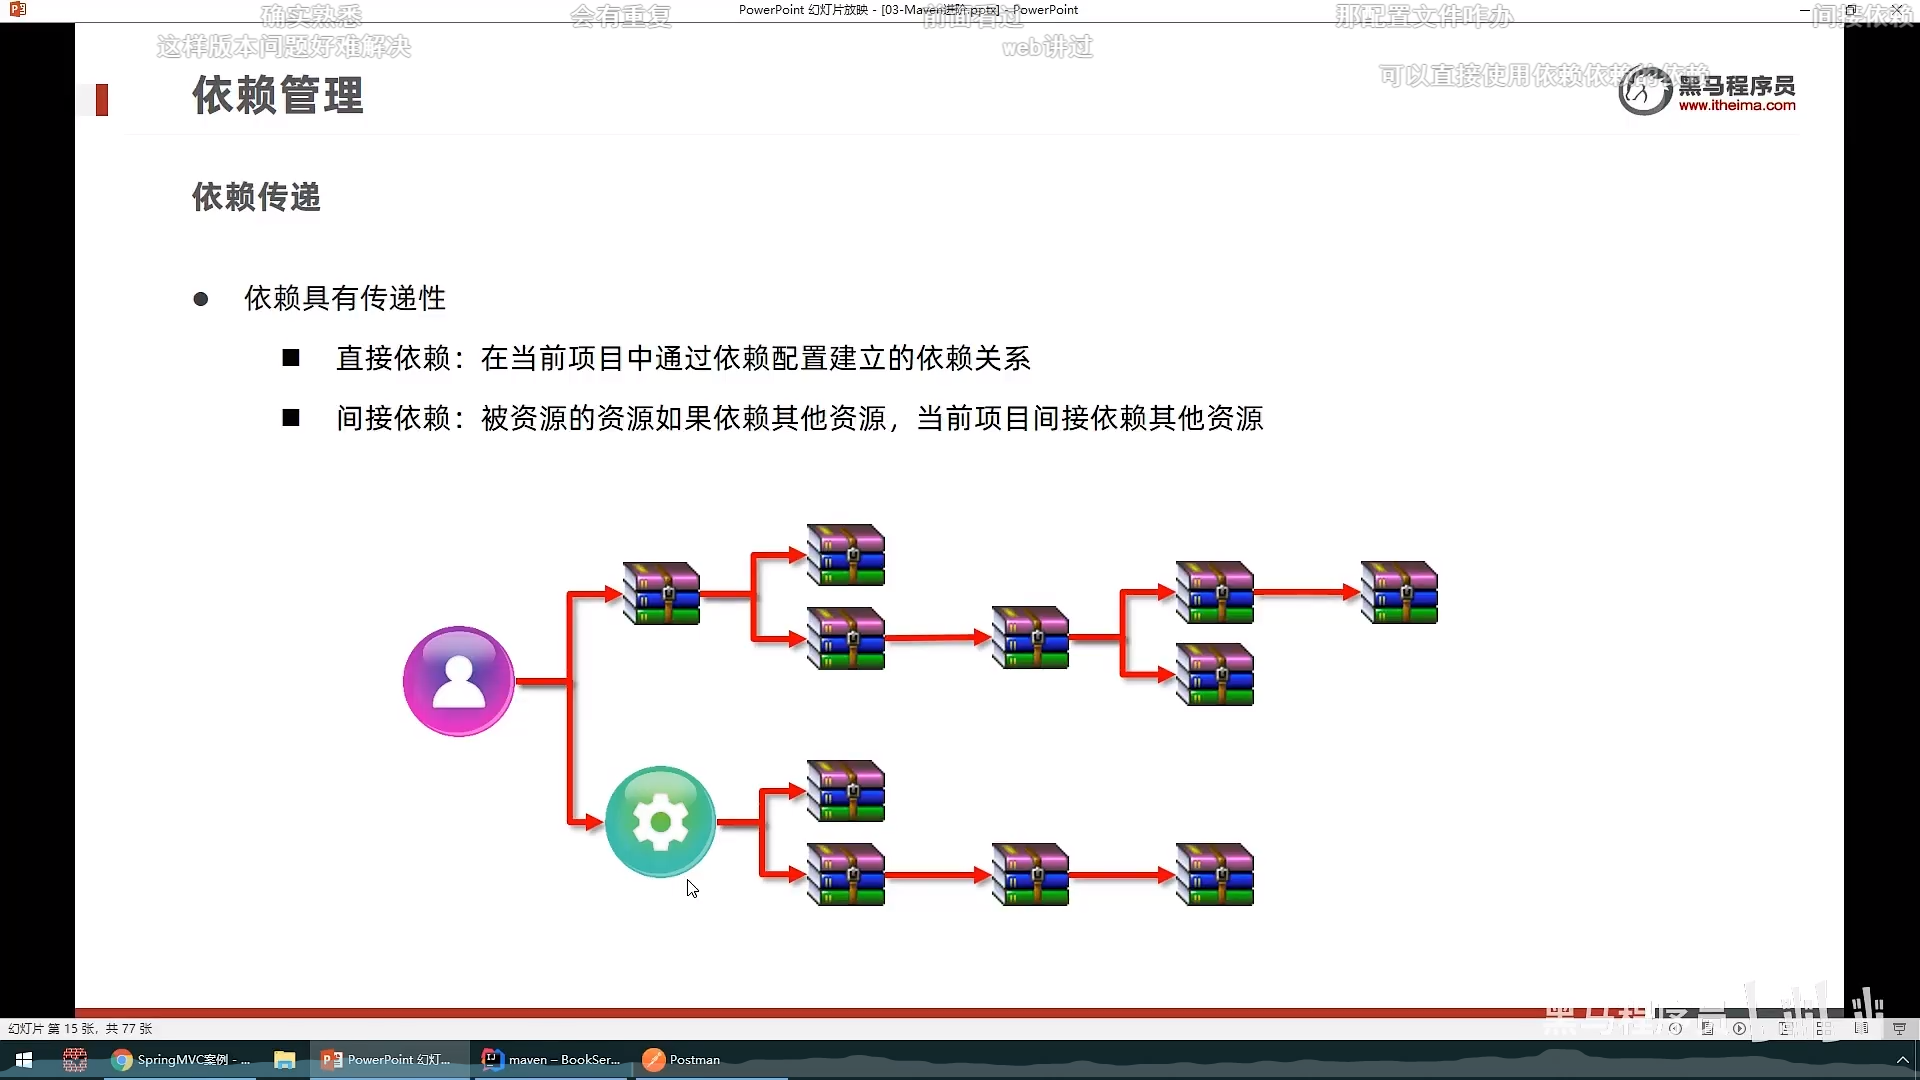 PowerPoint 幻灯片放映 - [03-Maven进阶.pptx] - PowerPoint
确实熟悉
会有重复
前面看过
那配置文件咋办
间接依赖
这样版本问题好难解决
web讲过
可以直接使用依赖依赖的依赖
依赖管理
黑马程序员
www.itheima.com
依赖传递
● 依赖具有传递性
■ 直接依赖：在当前项目中通过依赖配置建立的依赖关系
■ 间接依赖：被资源的资源如果依赖其他资源，当前项目间接依赖其他资源
黑马程序员
幻灯片 第 15 张，共 77 张
SpringMVC案例 - ...
PowerPoint 幻灯...
maven – BookSer...
Postman